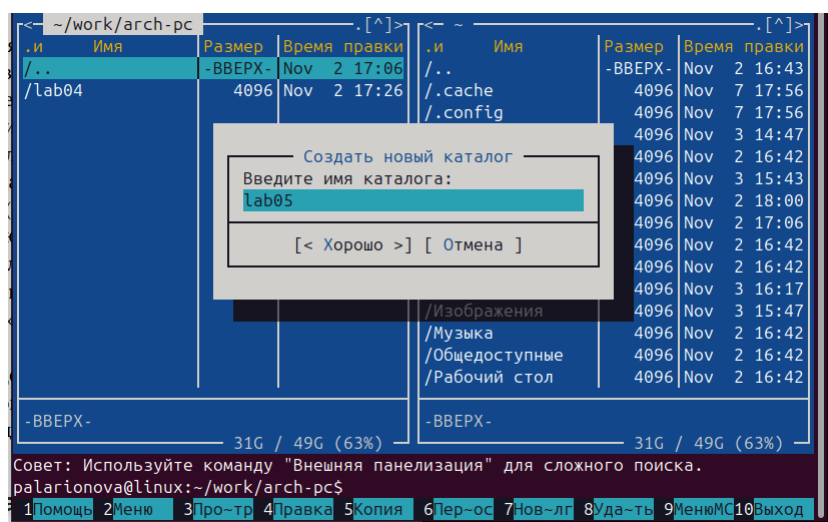 <— ~/work/arch-pc .[^]>
.и Имя Размер Время правки
/.. -ВВЕРХ- Nov 2 17:06
/lab04 4096 Nov 2 17:26
-ВВЕРХ-
31G / 49G (63%)
<— ~ .[^]>
.и Имя Размер Время правки
/.. -ВВЕРХ- Nov 2 16:43
/.cache 4096 Nov 7 17:56
/.config 4096 Nov 7 17:56
4096 Nov 3 14:47
4096 Nov 2 16:42
4096 Nov 3 15:43
4096 Nov 2 18:00
4096 Nov 2 17:06
4096 Nov 2 16:42
4096 Nov 2 16:42
4096 Nov 3 16:17
/Изображения 4096 Nov 3 15:47
/Музыка 4096 Nov 2 16:42
/Общедоступные 4096 Nov 2 16:42
/Рабочий стол 4096 Nov 2 16:42
-ВВЕРХ-
31G / 49G (63%)
Создать новый каталог
Введите имя каталога:
lab05
[< Хорошо >] [ Отмена ]
Совет: Используйте команду "Внешняя панелизация" для сложного поиска.
palarionova@linux:~/work/arch-pc$
1Помощь 2Меню 3Про~тр 4Правка 5Копия 6Пер~ос 7Нов~лг 8Уда~ть 9МенюМС 10Выход